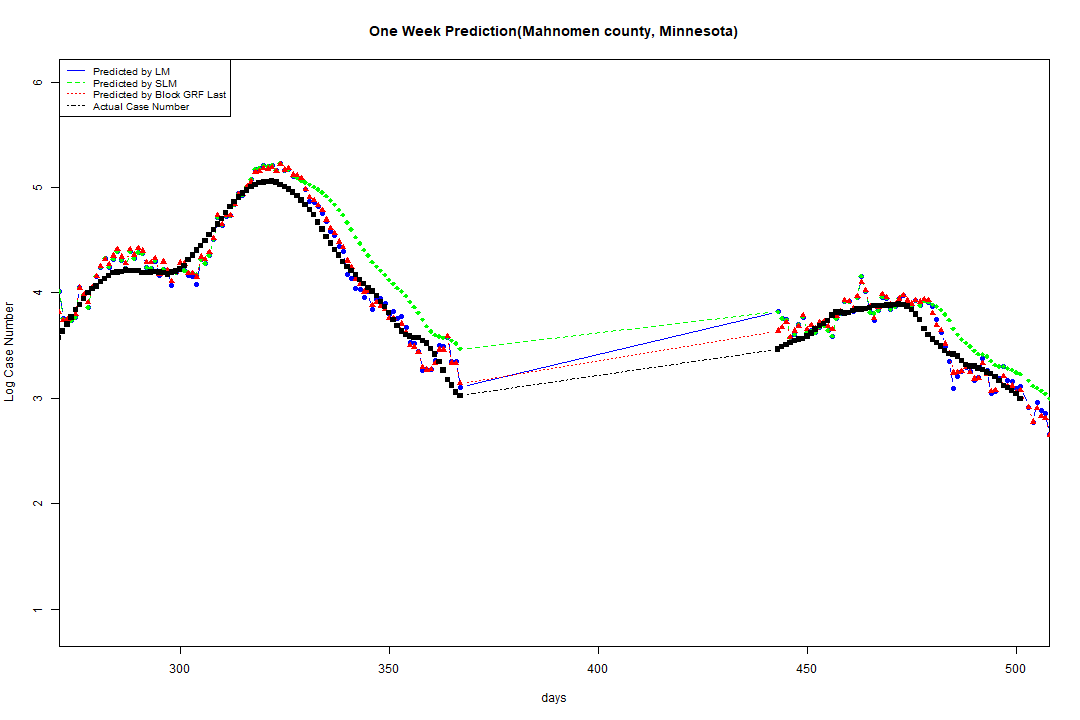 One Week Prediction(Mahnomen county, Minnesota)
Predicted by LM
Predicted by SLM
Predicted by Block GRF Last
Actual Case Number
6
5
4
3
2
1
Log Case Number
300 350 400 450 500
days